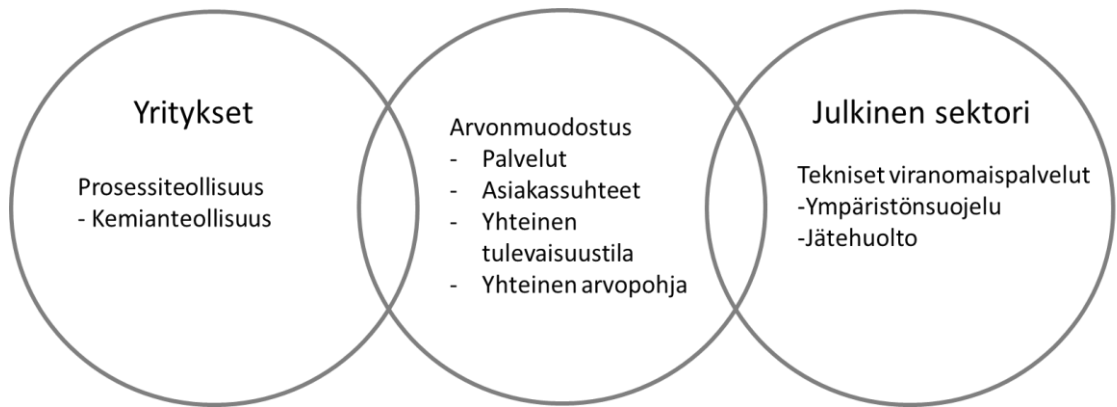 Yritykset
Prosessiteollisuus
- Kemianteollisuus
Arvonmuodostus
- Palvelut
- Asiakassuhteet
- Yhteinen
tulevaisuustila
- Yhteinen arvopohja
Julkinen sektori
Tekniset viranomaispalvelut
-Ympäristönsuojelu
-Jätehuolto